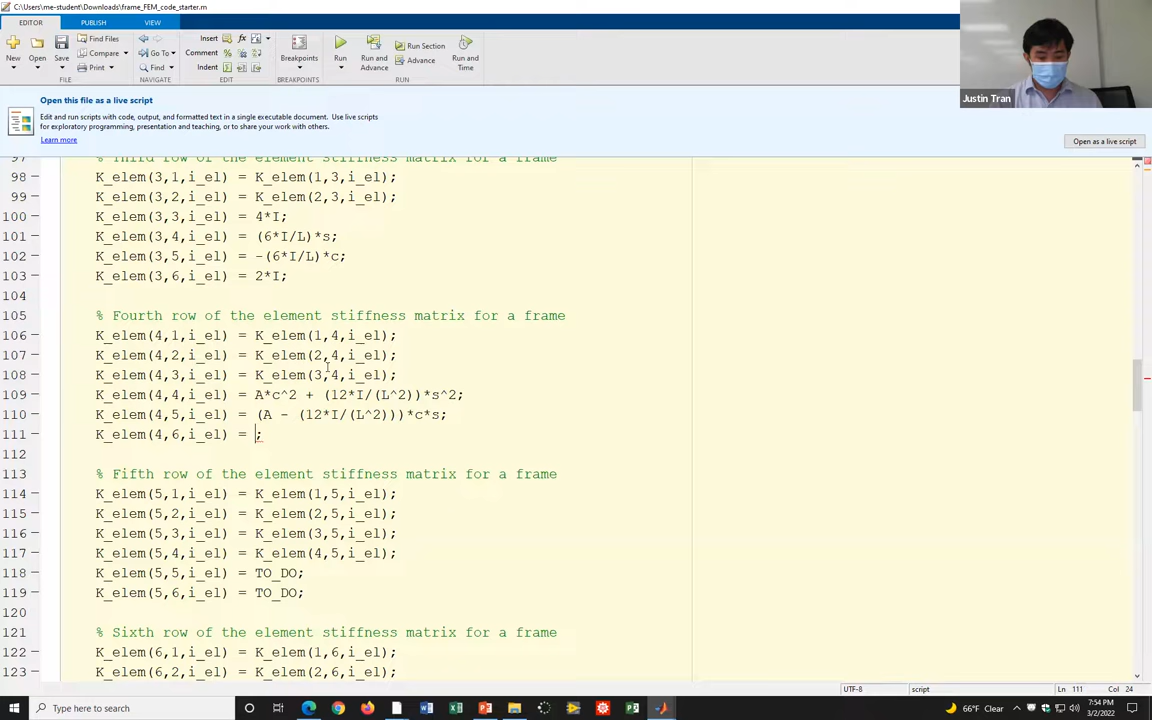 C:\Users\me-student\Downloads\frame_FEM_code_starter.m
EDITOR PUBLISH VIEW
New Open Save Find Files Compare Print Go To Find Insert Comment Indent Breakpoints Run Run and Advance Run Section Advance Run and Time
FILE NAVIGATE EDIT BREAKPOINTS RUN
Justin Tran
Open this file as a live script
Edit and run scripts with code, output, and formatted text in a single executable document. Use live scripts
for exploratory programming, presentation and teaching, or to share your work with others.
Learn more
Open as a live script
97 % Third row of the element stiffness matrix for a frame
98 K_elem(3,1,i_el) = K_elem(1,3,i_el);
99 K_elem(3,2,i_el) = K_elem(2,3,i_el);
100 K_elem(3,3,i_el) = 4*I;
101 K_elem(3,4,i_el) = (6*I/L)*s;
102 K_elem(3,5,i_el) = -(6*I/L)*c;
103 K_elem(3,6,i_el) = 2*I;
104
105 % Fourth row of the element stiffness matrix for a frame
106 K_elem(4,1,i_el) = K_elem(1,4,i_el);
107 K_elem(4,2,i_el) = K_elem(2,4,i_el);
108 K_elem(4,3,i_el) = K_elem(3,4,i_el);
109 K_elem(4,4,i_el) = A*c^2 + (12*I/(L^2))*s^2;
110 K_elem(4,5,i_el) = (A - (12*I/(L^2)))*c*s;
111 K_elem(4,6,i_el) = ;
112
113 % Fifth row of the element stiffness matrix for a frame
114 K_elem(5,1,i_el) = K_elem(1,5,i_el);
115 K_elem(5,2,i_el) = K_elem(2,5,i_el);
116 K_elem(5,3,i_el) = K_elem(3,5,i_el);
117 K_elem(5,4,i_el) = K_elem(4,5,i_el);
118 K_elem(5,5,i_el) = TO_DO;
119 K_elem(5,6,i_el) = TO_DO;
120
121 % Sixth row of the element stiffness matrix for a frame
122 K_elem(6,1,i_el) = K_elem(1,6,i_el);
123 K_elem(6,2,i_el) = K_elem(2,6,i_el);
UTF-8 script Ln 111 Col 24
Type here to search
66°F Clear
7:54 PM
3/2/2022